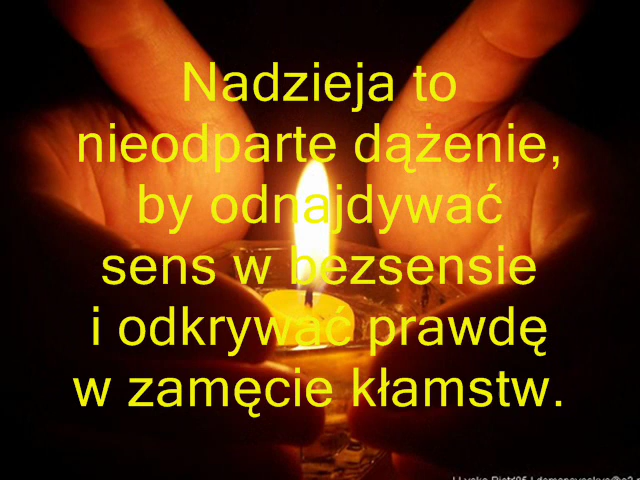 Nadzieja to
nieodparte dążenie,
by odnajdywać
sens w bezsensie
i odkrywać prawdę
w zamęcie kłamstw.